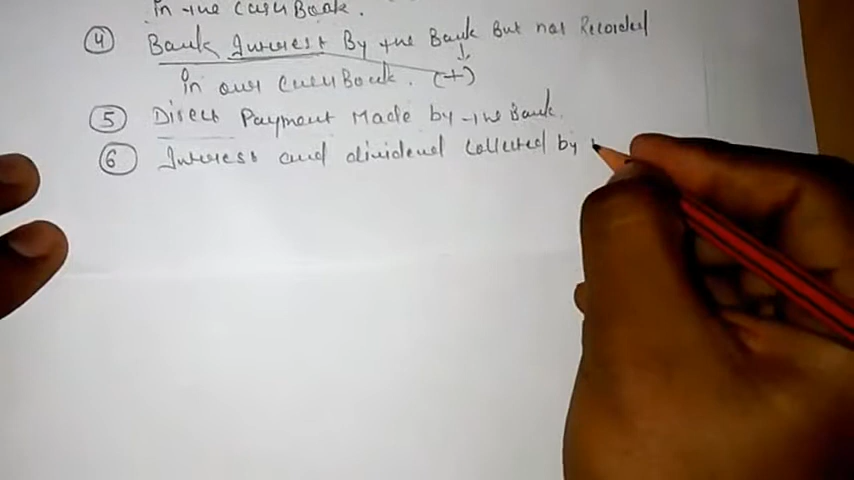 in the Cash Book.
④ Bank Interest By the Bank But not Recorded
in our Cash Book. (+)
⑤ Direct Payment Made by the Bank.
⑥ Interest and dividend Collected by